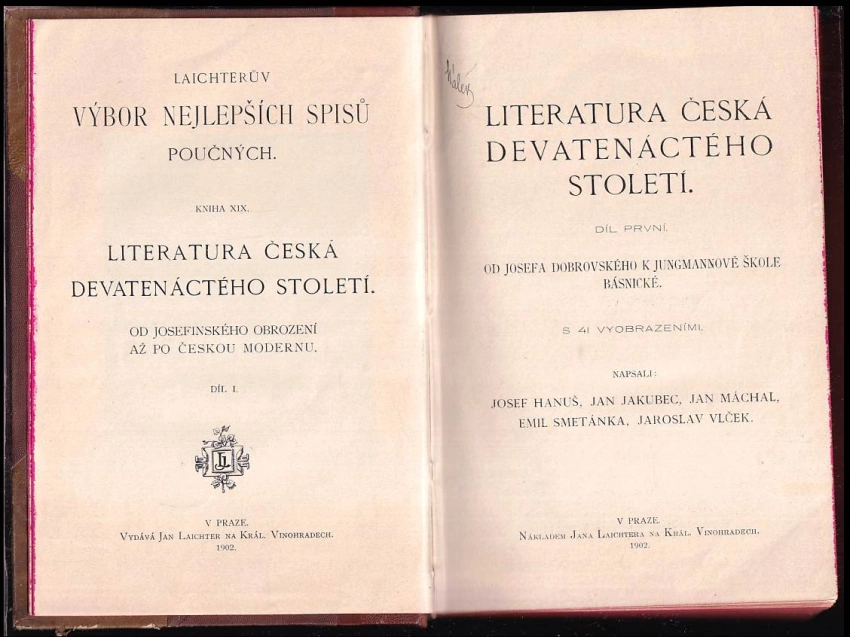 LAICHTERŮV
VÝBOR NEJLEPŠÍCH SPISŮ
POUČNÝCH.
KNIHA XIX.
LITERATURA ČESKÁ
DEVATENÁCTÉHO STOLETÍ.
OD JOSEFINSKÉHO OBROZENÍ
AŽ PO ČESKOU MODERNU.
DÍL I.
V PRAZE.
VYDÁVÁ JAN LAICHTER NA KRÁL. VINOHRADECH.
1902.
LITERATURA ČESKÁ
DEVATENÁCTÉHO
STOLETÍ.
DÍL PRVNÍ.
OD JOSEFA DOBROVSKÉHO K JUNGMANNOVĚ ŠKOLE
BÁSNICKÉ.
S 41 VYOBRAZENÍMI.
NAPSALI:
JOSEF HANUŠ, JAN JAKUBEC, JAN MÁCHAL,
EMIL SMETÁNKA, JAROSLAV VLČEK.
V PRAZE.
NÁKLADEM JANA LAICHTERA NA KRÁL. VINOHRADECH.
1902.